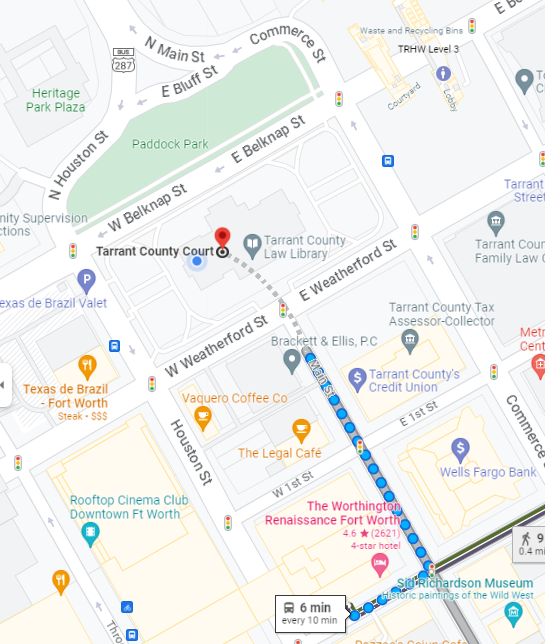 E Be
Waste and Recycling Bins
Commerce St
N Main St
TRHW Level 3
BUS
287
E Bluff St
Heritage
Park Plaza
Courtyard
Lobby
Paddock Park
E Belknap St
N Houston St
W Belknap St
Tarrant
Street
nity Supervision
ctions
Tarrant County Court
Tarrant County
Law Library
Tarrant Coun
Family Law C
E Weatherford St
P
exas de Brazil Valet
Tarrant County Tax
Assessor-Collector
W Weatherford St
Brackett & Ellis, P.C
Metr
Cent
Main St
Tarrant County's
Credit Union
Texas de Brazil
- Fort Worth
Steak • $$$
Vaquero Coffee Co
Commerce
E 1st St
Houston St
The Legal Café
Wells Fargo Bank
W 1st St
Rooftop Cinema Club
Downtown Ft Worth
The Worthington
Renaissance Fort Worth
4.6 ★ (2621)
4-star hotel
9
0.4 mi
Sid Richardson Museum
Historic paintings of the Wild West
6 min
every 10 min
Thro